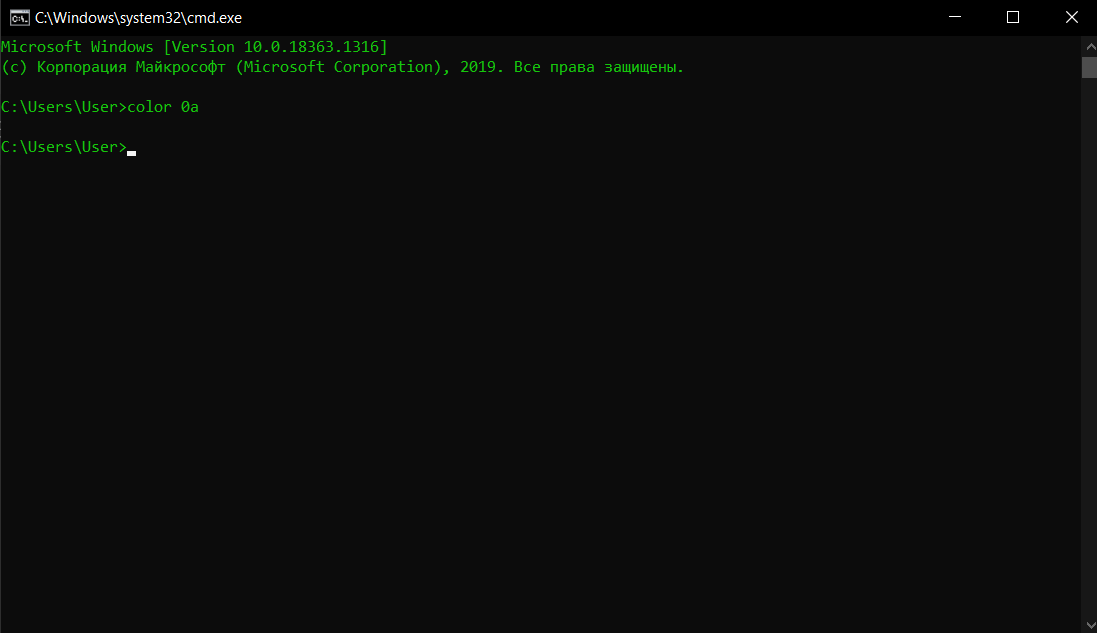 C:\Windows\system32\cmd.exe
Microsoft Windows [Version 10.0.18363.1316]
(c) Корпорация Майкрософт (Microsoft Corporation), 2019. Все права защищены.
C:\Users\User>color 0a
C:\Users\User>